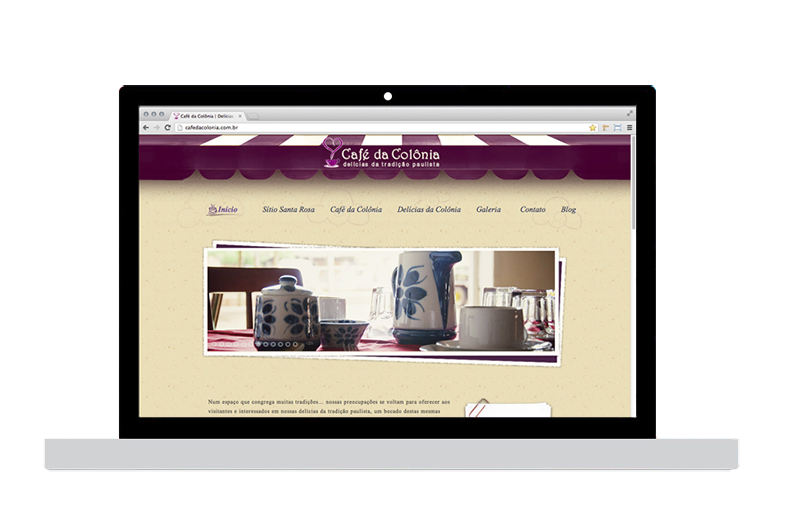 Café da Colônia | Delícias
cafedacolonia.com.br
Café da Colônia
delícias da tradição paulista
Início Sítio Santa Rosa Café da Colônia Delícias da Colônia Galeria Contato Blog
Num espaço que congrega muitas tradições... nossas preocupações se voltam para oferecer aos
visitantes e interessados em nossas delícias da tradição paulista, um bocado destas mesmas